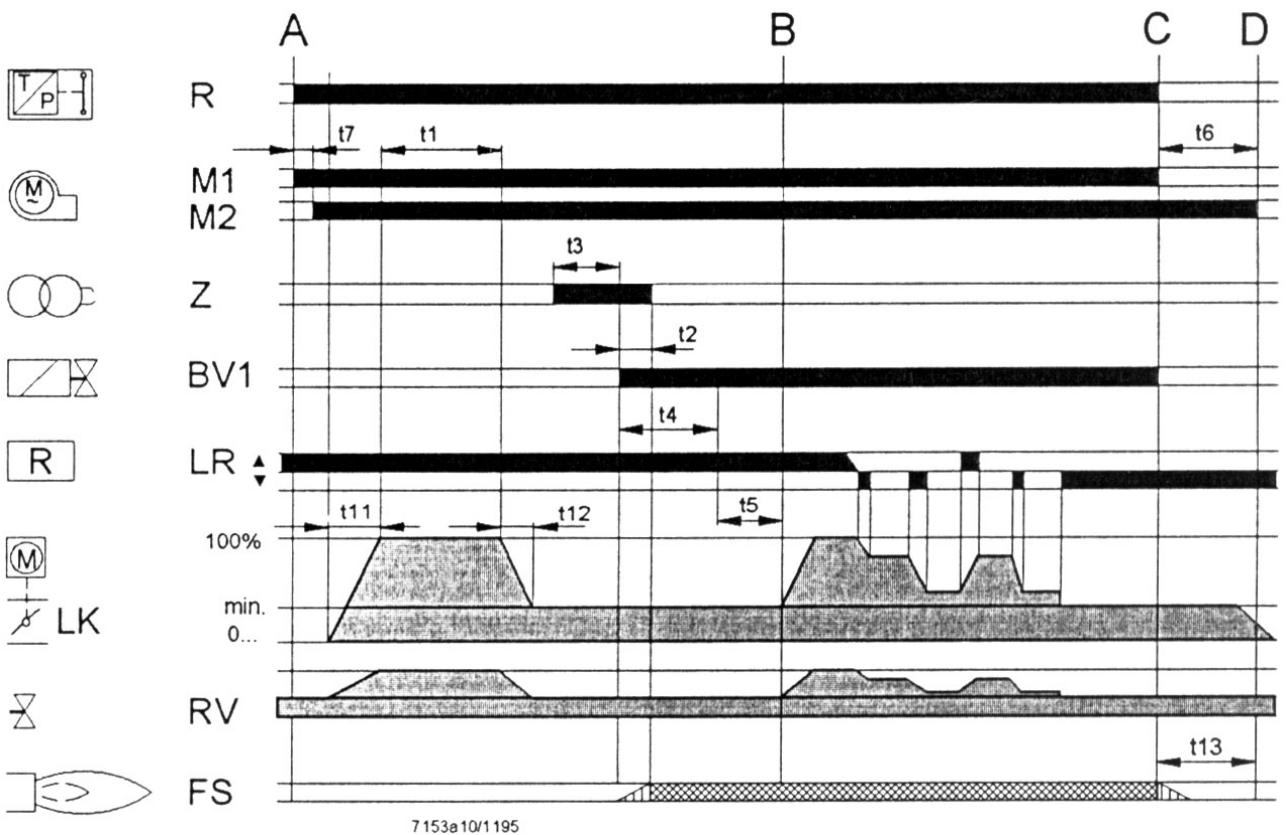 A B C D
T P R
t7 t1 t6
M ~ M1
M2
t3
Z
t2
BV1
t4
R LR
t11 t12 t5
100%
M
min.
LK
0...
RV
t13
FS
7153a10/1195